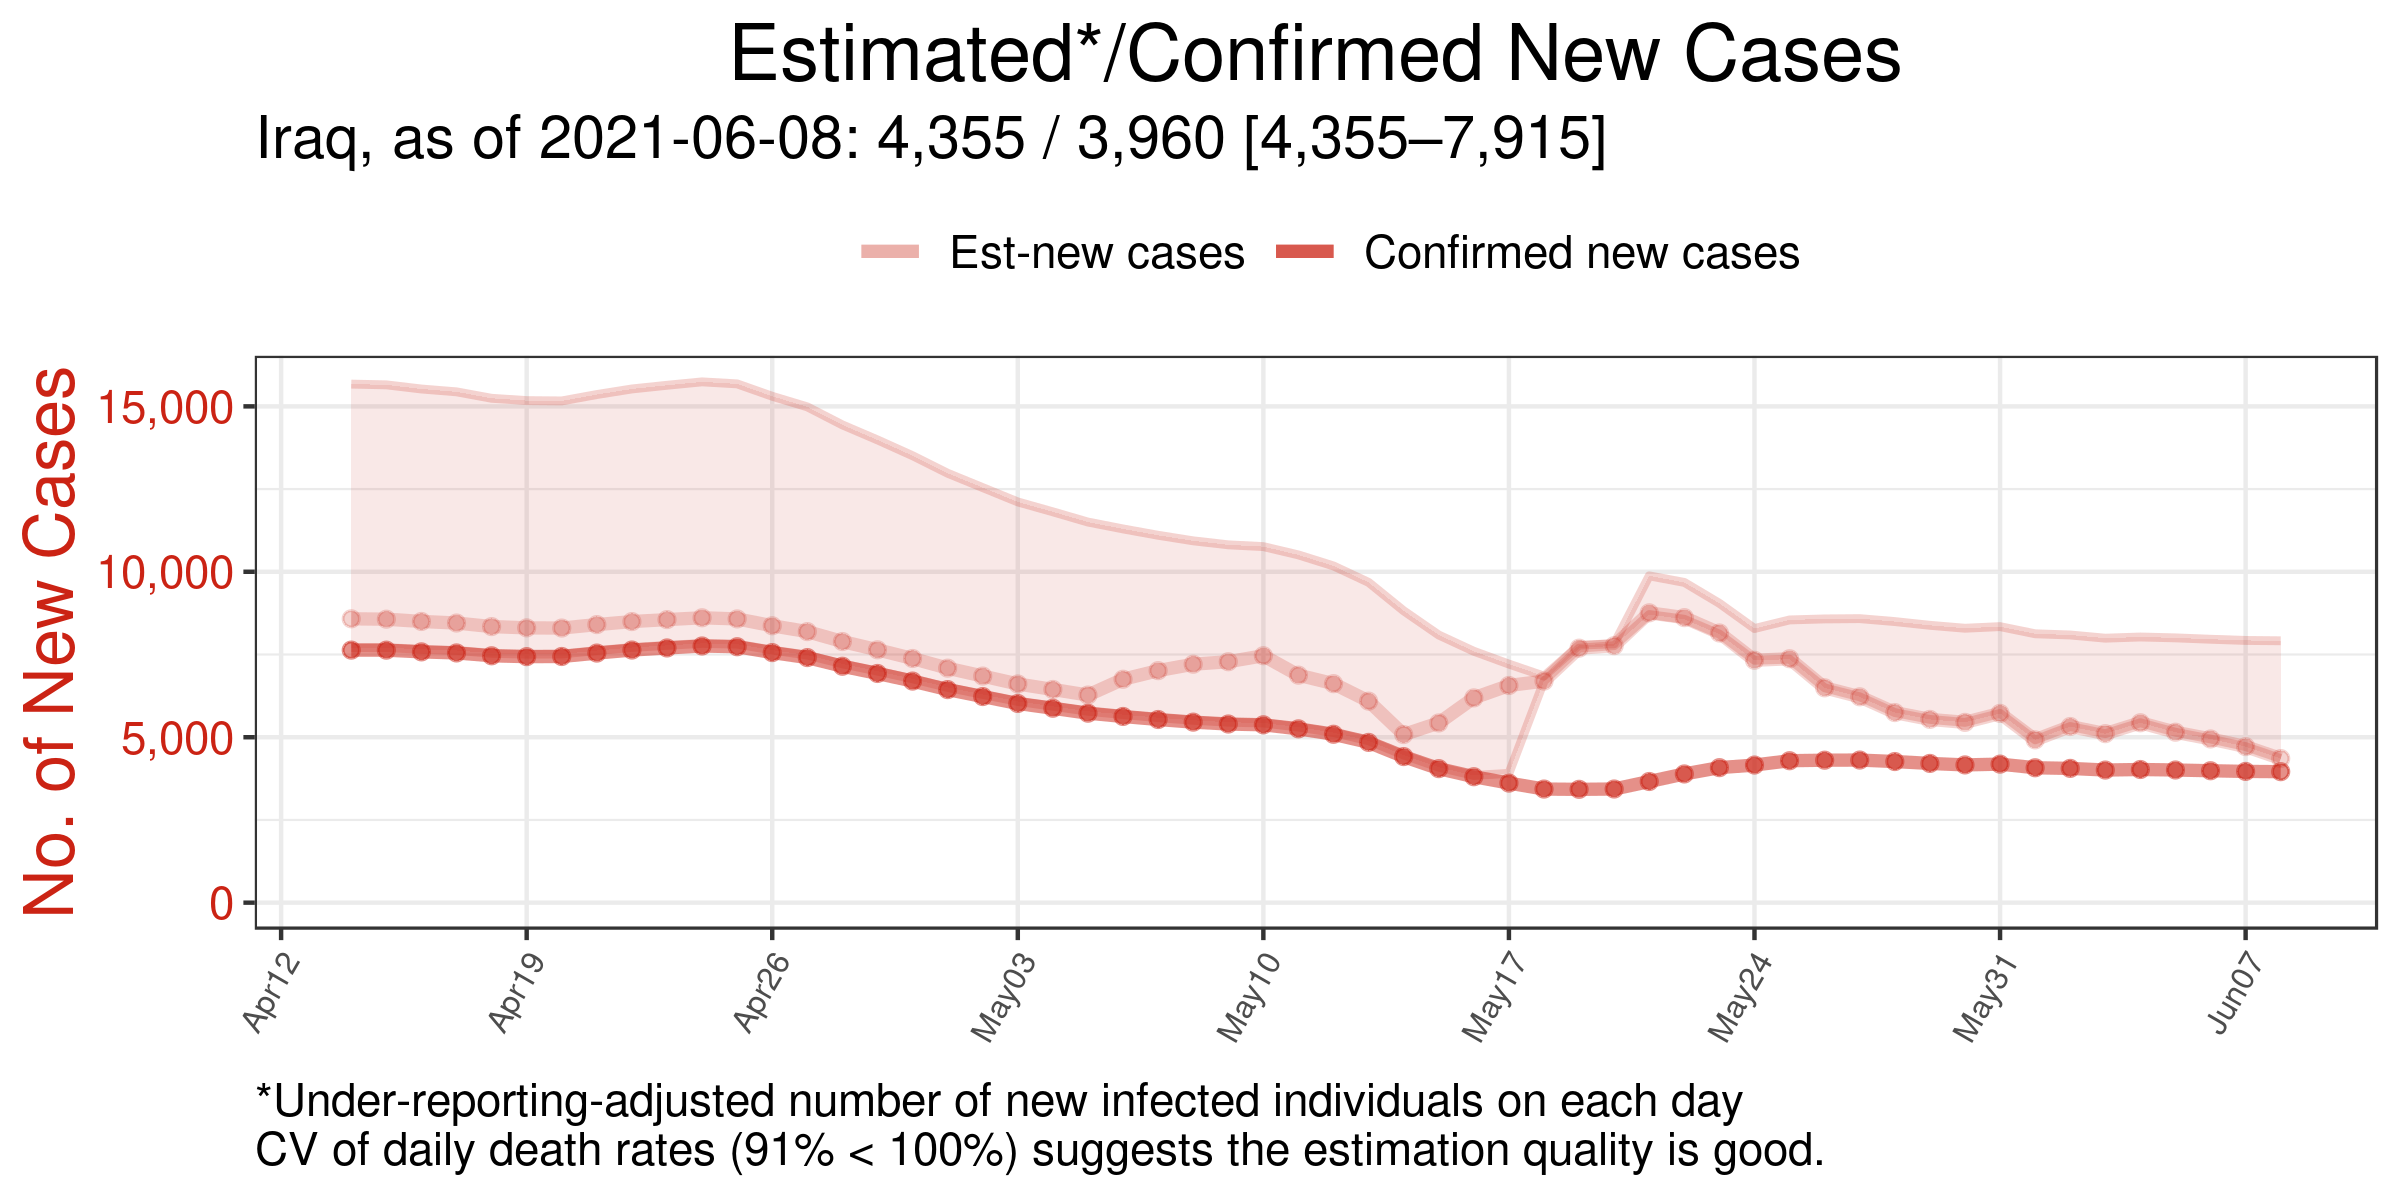 Estimated*/Confirmed New Cases
Iraq, as of 2021-06-08: 4,355 / 3,960 [4,355–7,915]
Est-new cases
Confirmed new cases
No. of New Cases
15,000
10,000
5,000
0
Apr12
Apr19
Apr26
May03
May10
May17
May24
May31
Jun07
*Under-reporting-adjusted number of new infected individuals on each day
CV of daily death rates (91% < 100%) suggests the estimation quality is good.